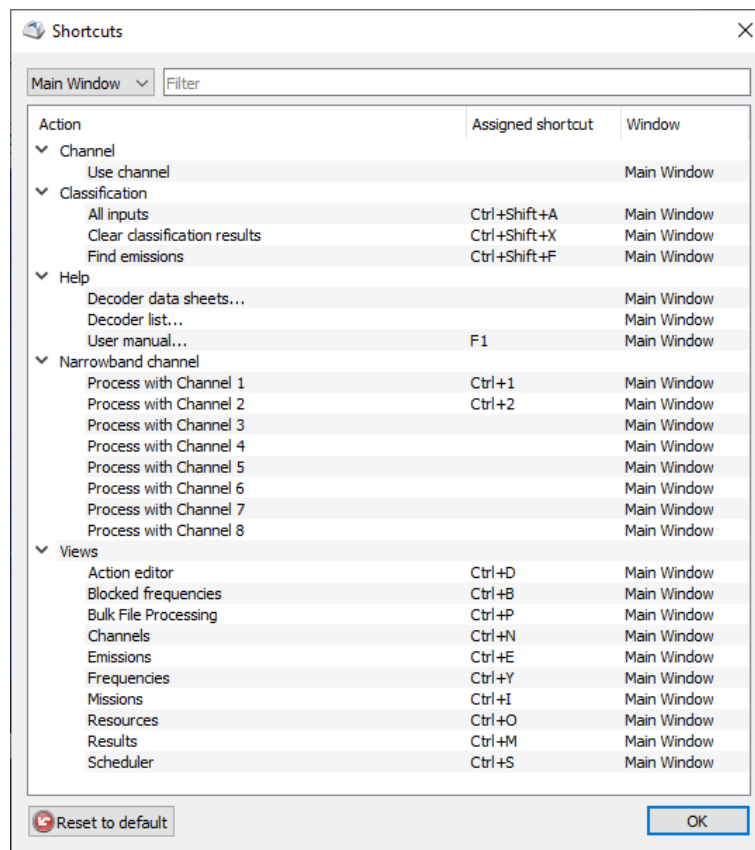 Shortcuts
Main Window Filter
Action Assigned shortcut Window
Channel
Use channel Main Window
Classification
All inputs Ctrl+Shift+A Main Window
Clear classification results Ctrl+Shift+X Main Window
Find emissions Ctrl+Shift+F Main Window
Help
Decoder data sheets... Main Window
Decoder list... Main Window
User manual... F1 Main Window
Narrowband channel
Process with Channel 1 Ctrl+1 Main Window
Process with Channel 2 Ctrl+2 Main Window
Process with Channel 3 Main Window
Process with Channel 4 Main Window
Process with Channel 5 Main Window
Process with Channel 6 Main Window
Process with Channel 7 Main Window
Process with Channel 8 Main Window
Views
Action editor Ctrl+D Main Window
Blocked frequencies Ctrl+B Main Window
Bulk File Processing Ctrl+P Main Window
Channels Ctrl+N Main Window
Emissions Ctrl+E Main Window
Frequencies Ctrl+Y Main Window
Missions Ctrl+I Main Window
Resources Ctrl+O Main Window
Results Ctrl+M Main Window
Scheduler Ctrl+S Main Window
Reset to default OK